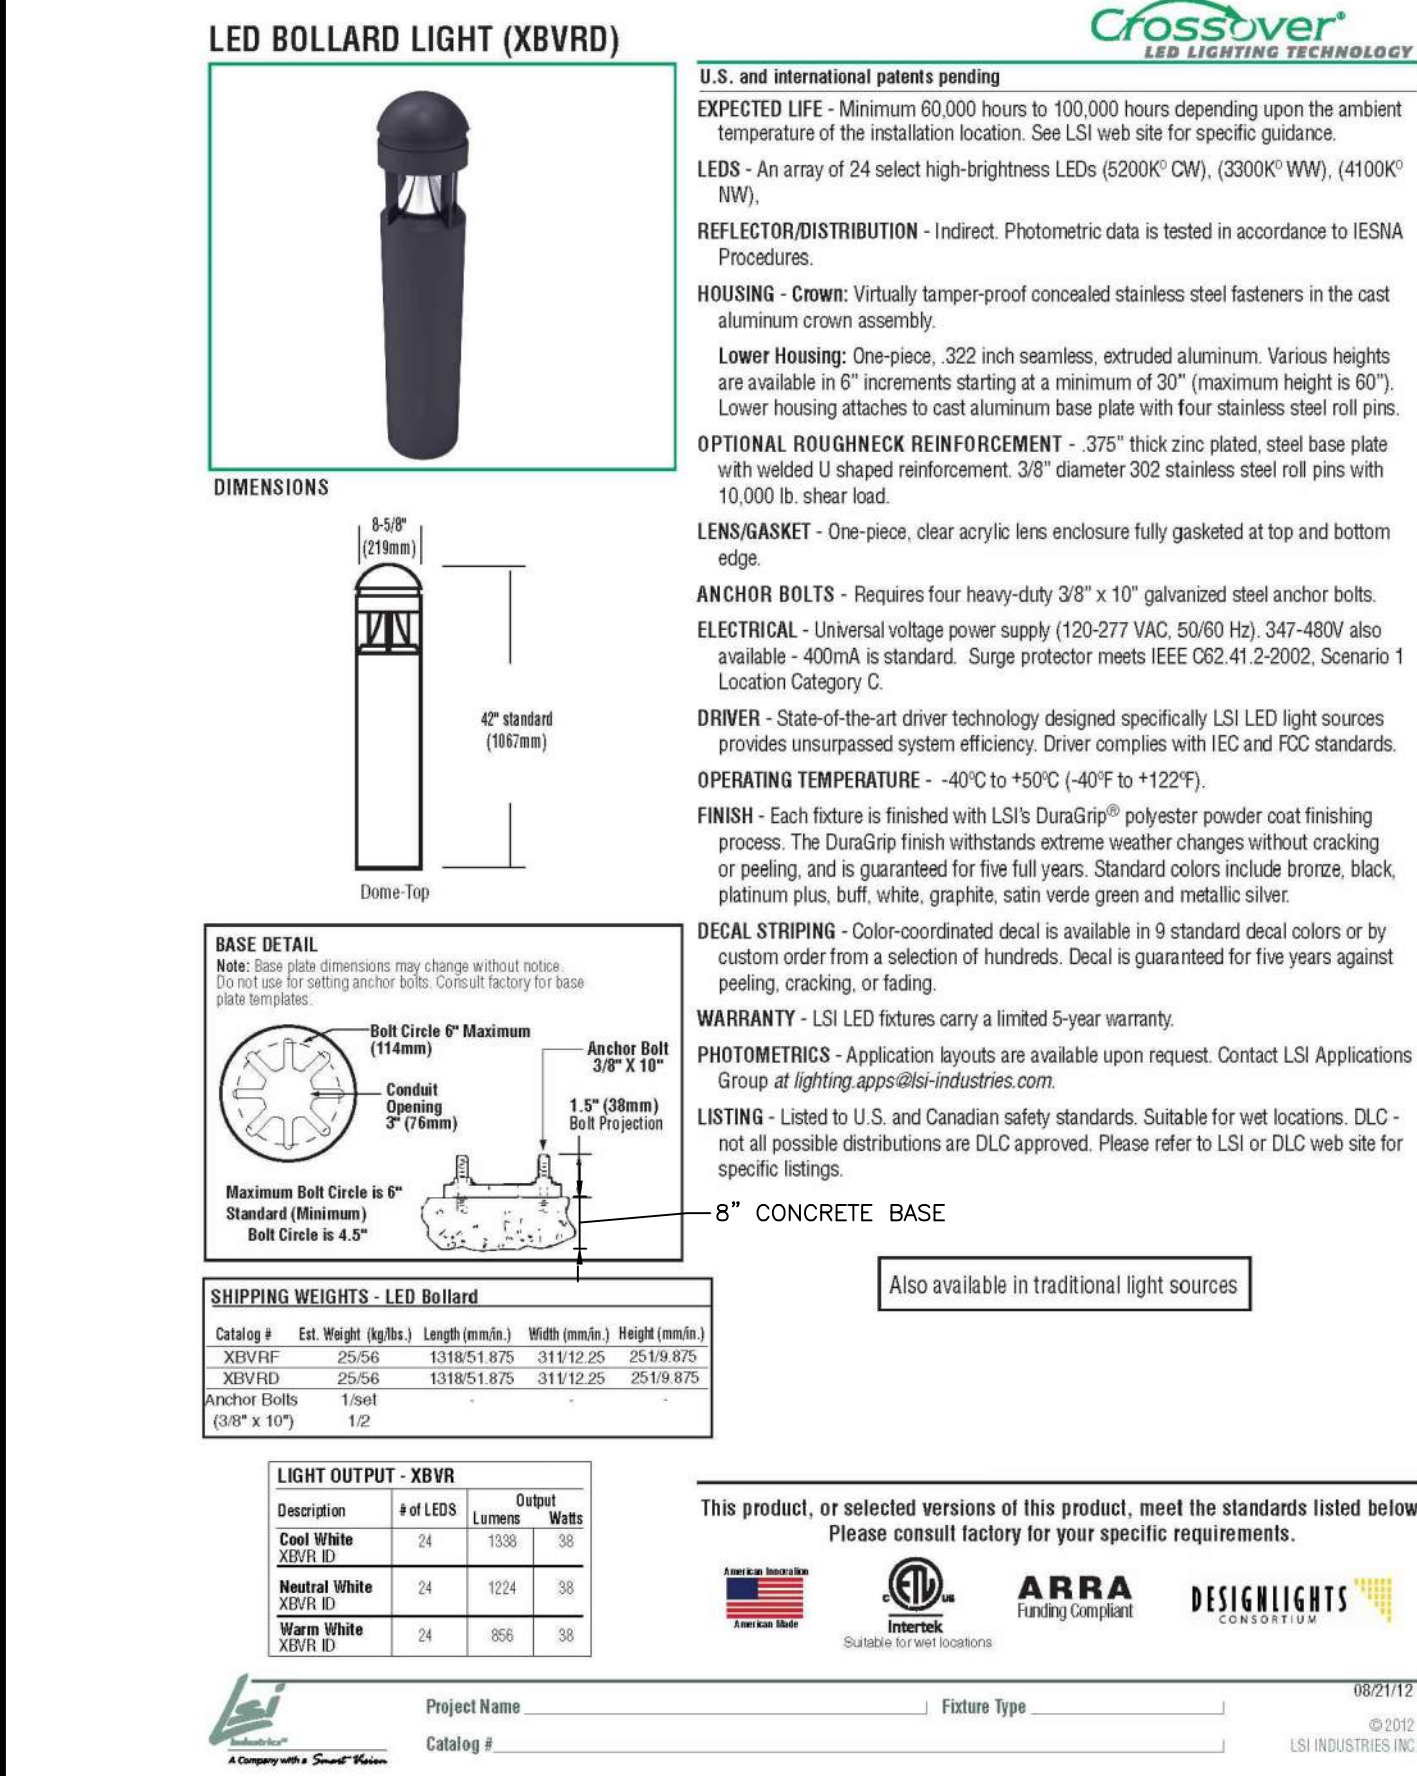 LED BOLLARD LIGHT (XBVRD)
Crossover®
LED LIGHTING TECHNOLOGY
U.S. and international patents pending
EXPECTED LIFE - Minimum 60,000 hours to 100,000 hours depending upon the ambient
temperature of the installation location. See LSI web site for specific guidance.
LEDS - An array of 24 select high-brightness LEDs (5200K⁰ CW), (3300K⁰ WW), (4100K⁰
NW),
REFLECTOR/DISTRIBUTION - Indirect. Photometric data is tested in accordance to IESNA
Procedures.
HOUSING - Crown: Virtually tamper-proof concealed stainless steel fasteners in the cast
aluminum crown assembly.
Lower Housing: One-piece, .322 inch seamless, extruded aluminum. Various heights
are available in 6" increments starting at a minimum of 30" (maximum height is 60").
Lower housing attaches to cast aluminum base plate with four stainless steel roll pins.
OPTIONAL ROUGHNECK REINFORCEMENT - .375" thick zinc plated, steel base plate
with welded U shaped reinforcement. 3/8" diameter 302 stainless steel roll pins with
10,000 lb. shear load.
LENS/GASKET - One-piece, clear acrylic lens enclosure fully gasketed at top and bottom
edge.
ANCHOR BOLTS - Requires four heavy-duty 3/8" x 10" galvanized steel anchor bolts.
ELECTRICAL - Universal voltage power supply (120-277 VAC, 50/60 Hz). 347-480V also
available - 400mA is standard. Surge protector meets IEEE C62.41.2-2002, Scenario 1
Location Category C.
DRIVER - State-of-the-art driver technology designed specifically LSI LED light sources
provides unsurpassed system efficiency. Driver complies with IEC and FCC standards.
OPERATING TEMPERATURE - -40ºC to +50ºC (-40ºF to +122ºF).
FINISH - Each fixture is finished with LSI's DuraGrip® polyester powder coat finishing
process. The DuraGrip finish withstands extreme weather changes without cracking
or peeling, and is guaranteed for five full years. Standard colors include bronze, black,
platinum plus, buff, white, graphite, satin verde green and metallic silver.
DECAL STRIPING - Color-coordinated decal is available in 9 standard decal colors or by
custom order from a selection of hundreds. Decal is guaranteed for five years against
peeling, cracking, or fading.
WARRANTY - LSI LED fixtures carry a limited 5-year warranty.
PHOTOMETRICS - Application layouts are available upon request. Contact LSI Applications
Group at lighting.apps@lsi-industries.com.
LISTING - Listed to U.S. and Canadian safety standards. Suitable for wet locations. DLC -
not all possible distributions are DLC approved. Please refer to LSI or DLC web site for
specific listings.
8" CONCRETE BASE
Also available in traditional light sources
DIMENSIONS
8-5/8"
(219mm)
42" standard
(1067mm)
Dome-Top
BASE DETAIL
Note: Base plate dimensions may change without notice.
Do not use for setting anchor bolts. Consult factory for base
plate templates.
Bolt Circle 6" Maximum
(114mm)
Conduit
Opening
3" (76mm)
Anchor Bolt
3/8" X 10"
1.5" (38mm)
Bolt Projection
Maximum Bolt Circle is 6"
Standard (Minimum)
Bolt Circle is 4.5"
SHIPPING WEIGHTS - LED Bollard
Catalog # Est. Weight (kg/lbs.) Length (mm/in.) Width (mm/in.) Height (mm/in.)
XBVRF 25/56 1318/51.875 311/12.25 251/9.875
XBVRD 25/56 1318/51.875 311/12.25 251/9.875
Anchor Bolts 1/set - - -
(3/8" x 10") 1/2
LIGHT OUTPUT - XBVR
Description # of LEDS Output
Lumens Watts
Cool White
XBVR ID 24 1338 38
Neutral White
XBVR ID 24 1224 38
Warm White
XBVR ID 24 856 38
This product, or selected versions of this product, meet the standards listed below
Please consult factory for your specific requirements.
American Innovation
American Made
C ETL US
Intertek
Suitable for wet locations
ARRA
Funding Compliant
DESIGNLIGHTS
CONSORTIUM
lsi
Industries™
A Company with a Smart Vision
Project Name
Fixture Type
Catalog #
08/21/12
© 2012
LSI INDUSTRIES INC.